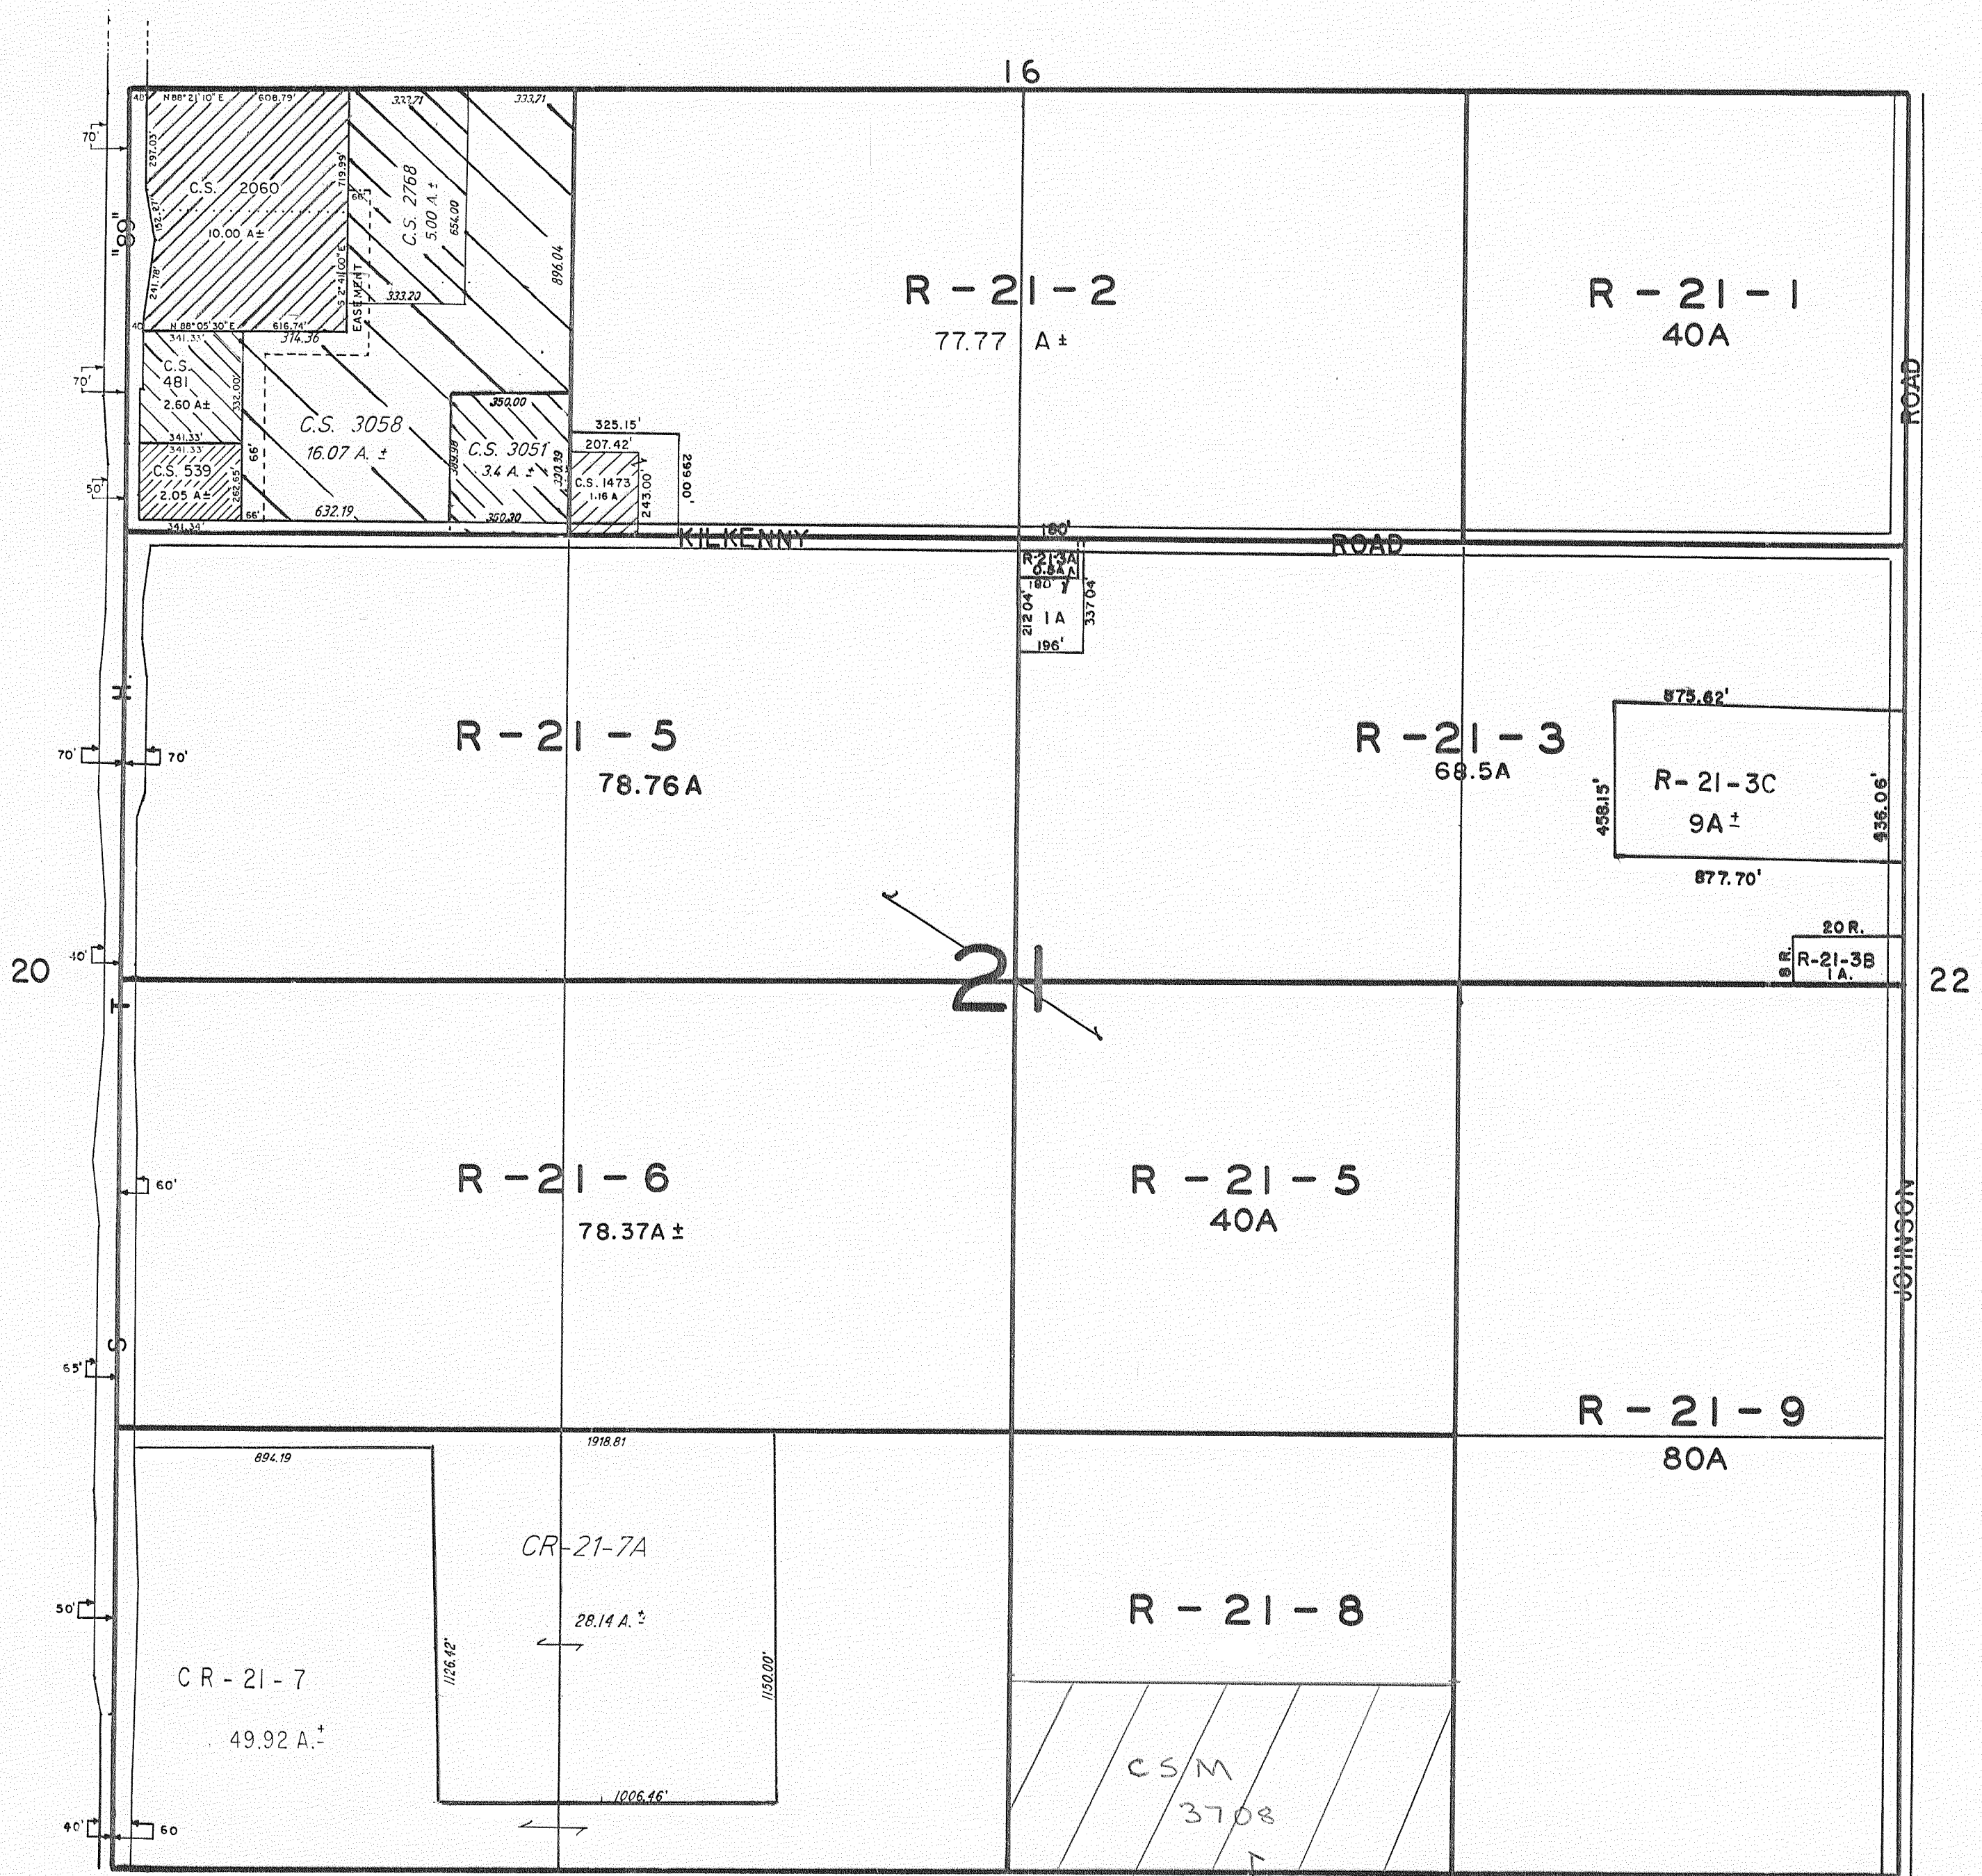 16
48'
N 88° 21' 10" E
608.79'
333.71
333.71
70'
297.03'
719.99'
C.S. 2060
10.00 A±
152.27'
241.78'
"89"
66'
C.S. 2768
5.00 A. ±
654.00
896.04
S 2° 41' 00" E
EASEMENT
333.20
40'
N 88° 05' 30" E
616.74'
341.33'
314.36
R - 21 - 2
77.77 A ±
R - 21 - 1
40A
ROAD
70'
C.S.
481
2.60 A±
332.00'
341.33'
C.S. 3058
16.07 A. ±
350.00
C.S. 3051
3.4 A. ±
325.15'
207.42'
C.S. 1473
1.16 A
243.00'
299.00'
341.33'
C.S. 539
2.05 A±
262.65'
66'
66'
50'
341.34'
632.19
350.30
KILKENNY
ROAD
180'
R-21-3A
180'
1A
212.04'
337.04'
196'
H.
R - 21 - 5
78.76A
R - 21 - 3
68.5A
875.62'
R - 21 - 3C
9A ±
458.15'
436.06'
877.70'
70'
70'
20
40'
21
20 R.
8 R.
R-21-3B
1 A.
22
T
R - 21 - 6
78.37A ±
R - 21 - 5
40A
60'
JOHNSON
S
65'
R - 21 - 9
80A
894.19
1918.81
CR-21-7A
28.14 A. ±
1126.42'
1150.00'
1006.46'
R - 21 - 8
50'
CR - 21 - 7
49.92 A. ±
CSM
3708
40'
60